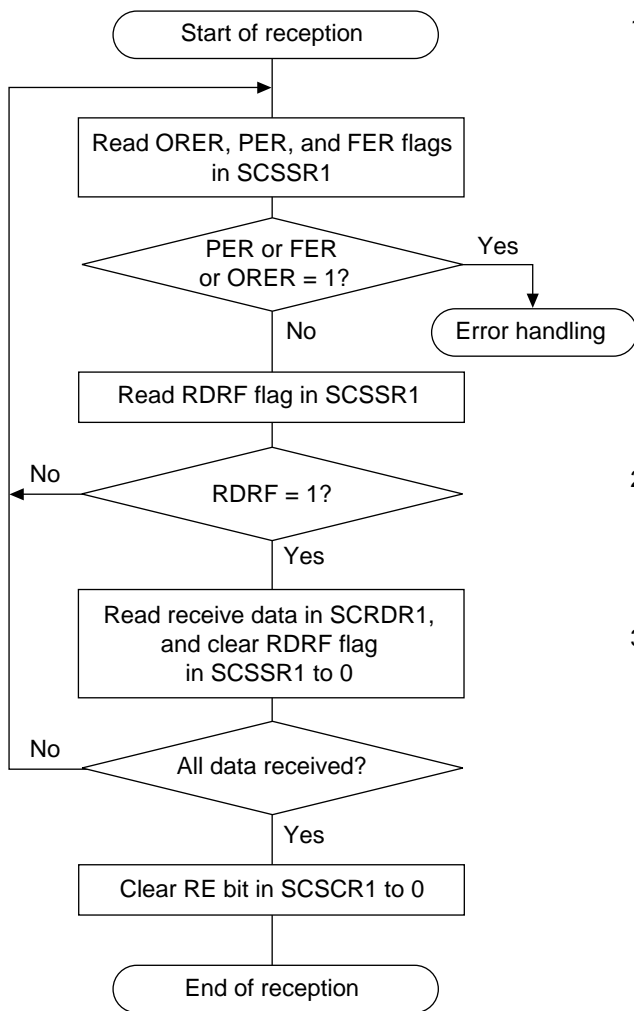 Start of reception
Read ORER, PER, and FER flags
in SCSSR1
PER or FER
or ORER = 1?
Yes
Error handling
No
Read RDRF flag in SCSSR1
No
RDRF = 1?
Yes
Read receive data in SCRDR1,
and clear RDRF flag
in SCSSR1 to 0
No
All data received?
Yes
Clear RE bit in SCSCR1 to 0
End of reception